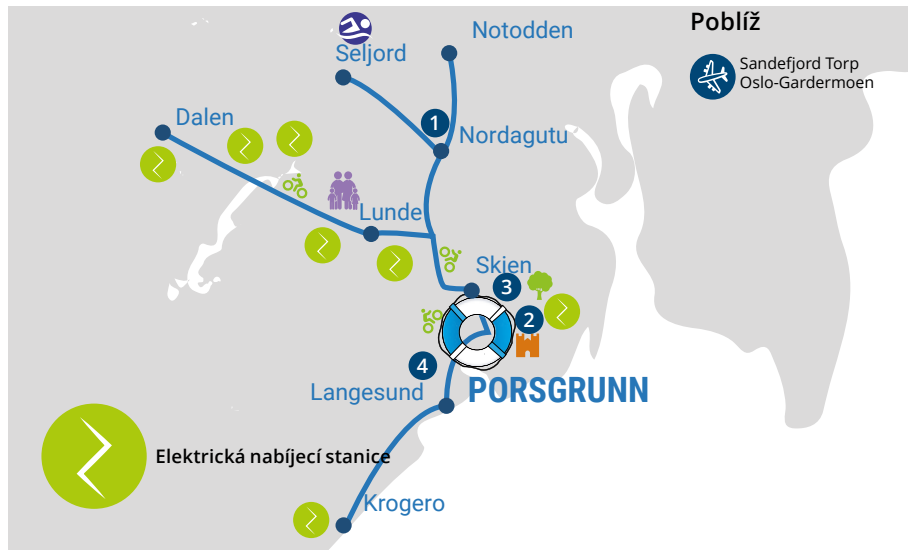 Poblíž
Sandefjord Torp
Oslo-Gardermoen
Notodden
Seljord
Dalen
1
Nordagutu
Lunde
Skien
3
2
4
Langesund
PORSGRUNN
Elektrická nabíjecí stanice
Krogero